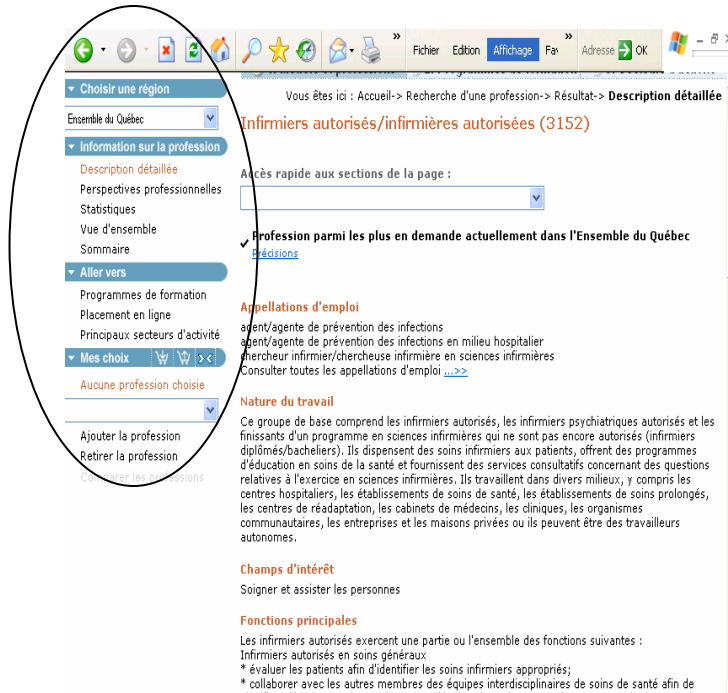 Fichier Edition Affichage Fa » Adresse OK
Choisir une région
Ensemble du Québec
Information sur la profession
Description détaillée
Perspectives professionnelles
Statistiques
Vue d'ensemble
Sommaire
Aller vers
Programmes de formation
Placement en ligne
Principaux secteurs d'activité
Mes choix
Aucune profession choisie
Ajouter la profession
Retirer la profession
Comparer les professions
Vous êtes ici : Accueil-> Recherche d'une profession-> Résultat-> Description détaillée
Infirmiers autorisés/infirmières autorisées (3152)
Accès rapide aux sections de la page :
Profession parmi les plus en demande actuellement dans l'Ensemble du Québec
Précisions
Appellations d'emploi
agent/agente de prévention des infections
agent/agente de prévention des infections en milieu hospitalier
chercheur infirmier/chercheuse infirmière en sciences infirmières
Consulter toutes les appellations d'emploi ...>>
Nature du travail
Ce groupe de base comprend les infirmiers autorisés, les infirmiers psychiatriques autorisés et les
finissants d'un programme en sciences infirmières qui ne sont pas encore autorisés (infirmiers
diplômés/bacheliers). Ils dispensent des soins infirmiers aux patients, offrent des programmes
d'éducation en soins de la santé et fournissent des services consultatifs concernant des questions
relatives à l'exercice en sciences infirmières. Ils travaillent dans divers milieux, y compris les
centres hospitaliers, les établissements de soins de santé, les établissements de soins prolongés,
les centres de réadaptation, les cabinets de médecins, les cliniques, les organismes
communautaires, les entreprises et les maisons privées ou ils peuvent être des travailleurs
autonomes.
Champs d'intérêt
Soigner et assister les personnes
Fonctions principales
Les infirmiers autorisés exercent une partie ou l'ensemble des fonctions suivantes :
Infirmiers autorisés en soins généraux
* évaluer les patients afin d'identifier les soins infirmiers appropriés;
* collaborer avec les autres membres des équipes interdisciplinaires de soins de santé afin de